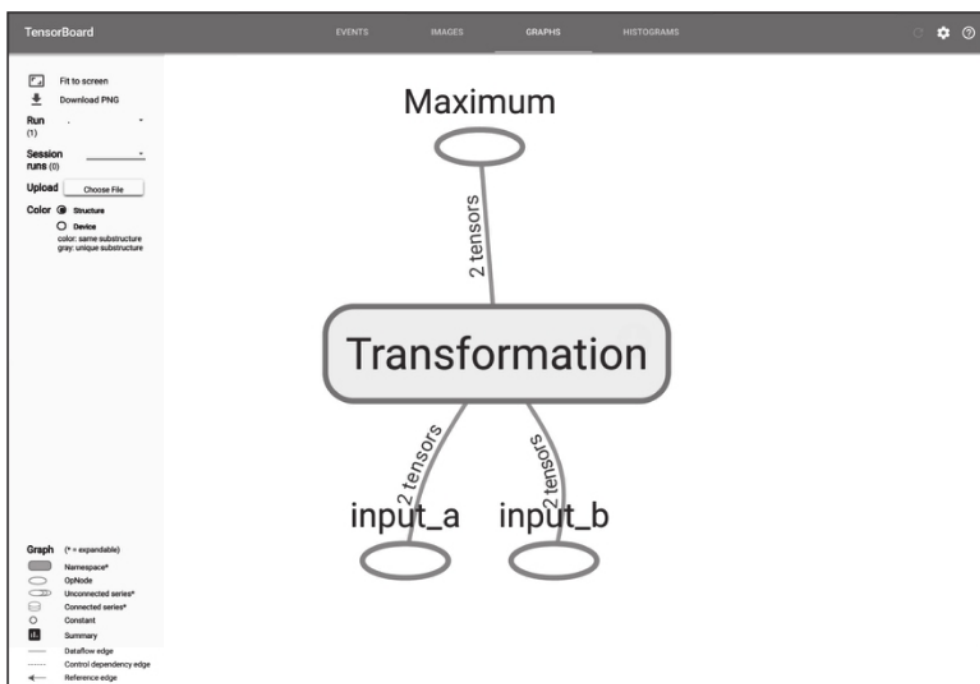 TensorBoard
EVENTS
IMAGES
GRAPHS
HISTOGRAMS
Fit to screen
Download PNG
Run
(1)
Session
runs (0)
Upload
Choose File
Color
Structure
Device
color: same substructure
gray: unique substructure
Maximum
2 tensors
Transformation
2 tensors
2 tensors
input_a
input_b
Graph
(* = expandable)
Namespace*
OpNode
Unconnected series*
Connected series*
Constant
Summary
Dataflow edge
Control dependency edge
Reference edge